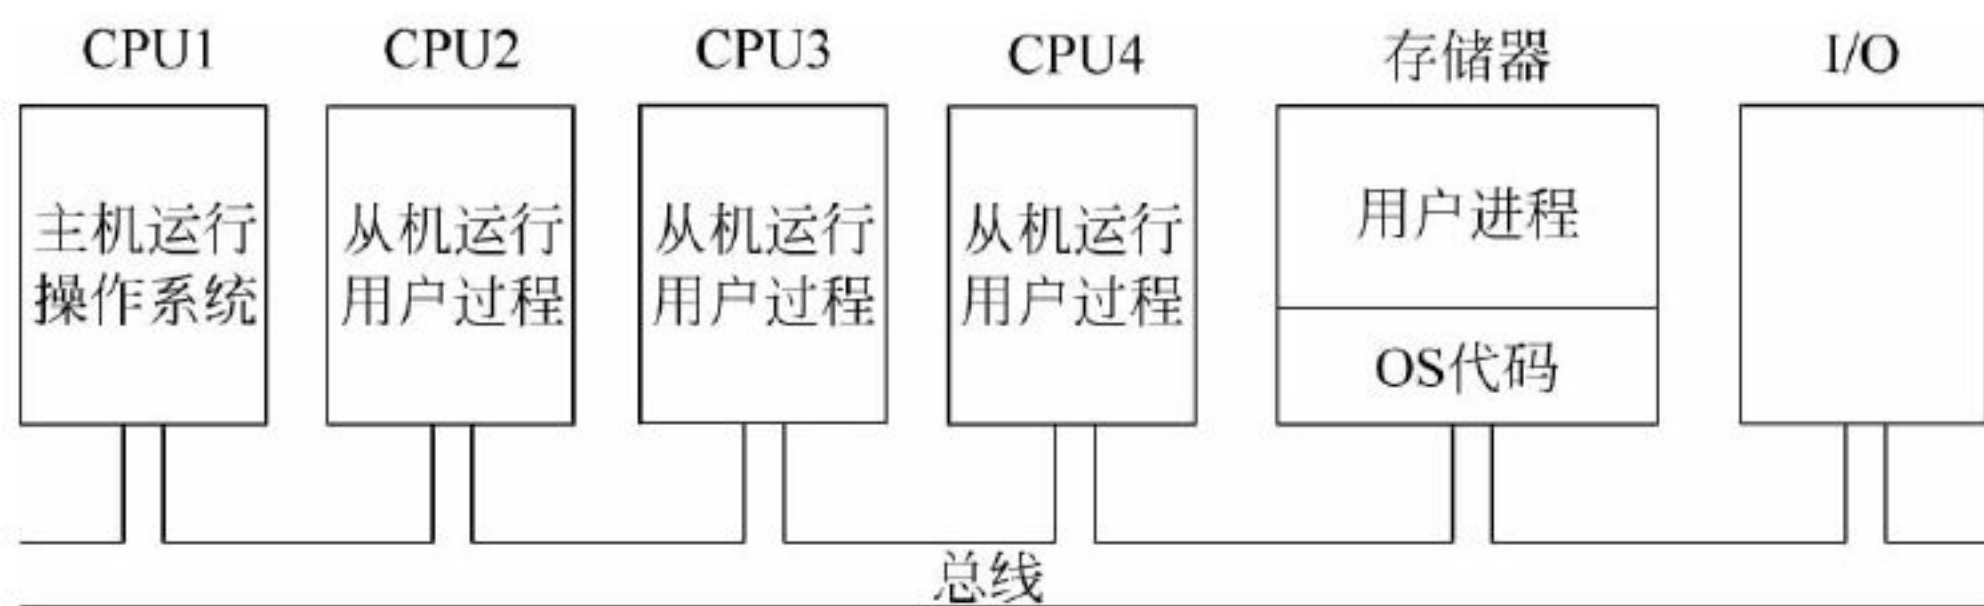 CPU1
CPU2
CPU3
CPU4
存储器
I/O
主机运行
操作系统
从机运行
用户过程
从机运行
用户过程
从机运行
用户过程
用户进程
OS代码
总线